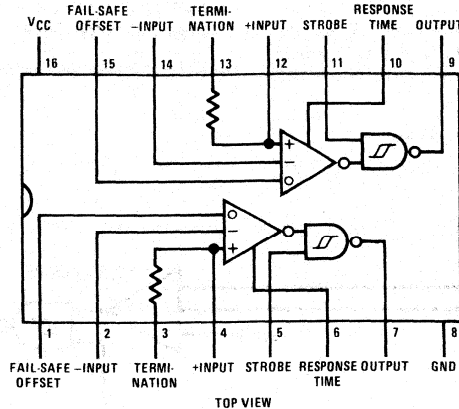 VCC
FAIL-SAFE
OFFSET
–INPUT
TERMI-
NATION
+INPUT
STROBE
RESPONSE
TIME
OUTPUT
16 15 14 13 12 11 10 9
+
–
–
+
1 2 3 4 5 6 7 8
FAIL-SAFE
OFFSET
–INPUT
TERMI-
NATION
+INPUT
STROBE
RESPONSE
TIME
OUTPUT
GND
TOP VIEW